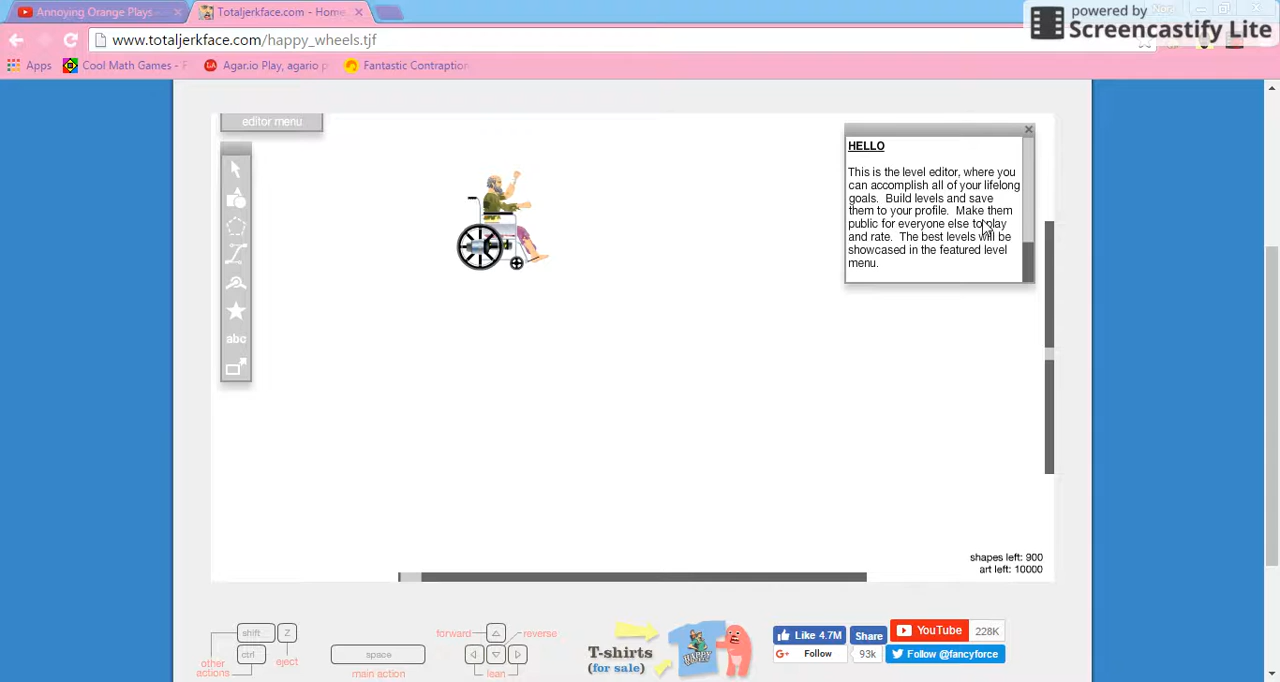 Annoying Orange Plays -
Totaljerkface.com - Home
powered by
Screencastify Lite
www.totaljerkface.com/happy_wheels.tjf
Apps
Cool Math Games - F
Agar.io Play, agario p
Fantastic Contraption
editor menu
HELLO
This is the level editor, where you
can accomplish all of your lifelong
goals. Build levels and save
them to your profile. Make them
public for everyone else to play
and rate. The best levels will be
showcased in the featured level
menu.
abc
shapes left: 900
art left: 10000
shift
Z
ctrl
eject
other
actions
space
main action
forward
reverse
lean
T-shirts
(for sale)
HAPPY
WHEELS
Like 4.7M
Share
YouTube
228K
G+ Follow
93k
Follow @fancyforce